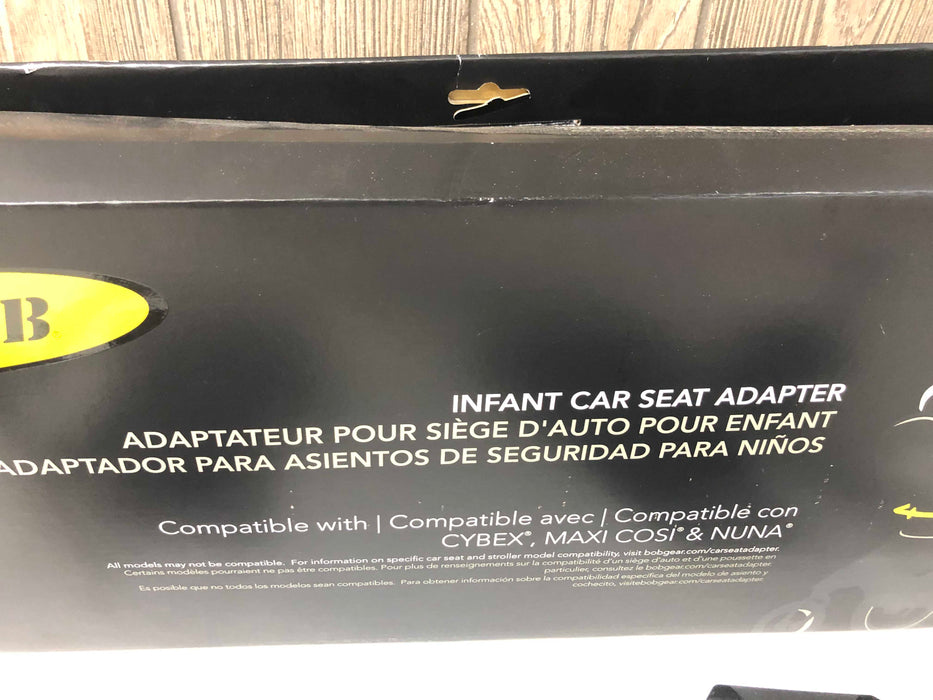 B
INFANT CAR SEAT ADAPTER
ADAPTATEUR POUR SIÈGE D'AUTO POUR ENFANT
ADAPTADOR PARA ASIENTOS DE SEGURIDAD PARA NIÑOS
Compatible with | Compatible avec | Compatible con
CYBEX®, MAXI COSI® & NUNA®
All models may not be compatible. For information on specific car seat and stroller model compatibility, visit bobgear.com/carseatadapter.
Certains modèles pourraient ne pas être compatibles. Pour plus de renseignements sur la compatibilité d'un siège d'auto et d'une poussette en
particulier, consultez le bobgear.com/carseatadapter.
Es posible que no todos los modelos sean compatibles. Para obtener información sobre la compatibilidad específica del modelo de asiento y
cochecito, visitebobgear.com/carseatadapter.